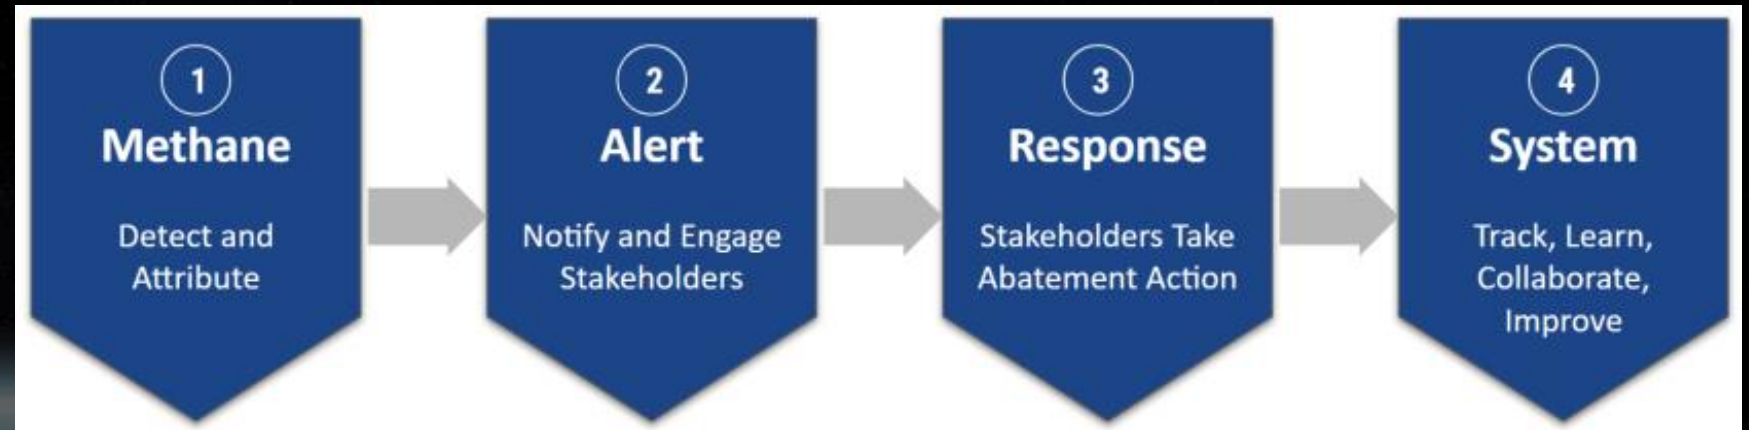 1
Methane
Detect and
Attribute
2
Alert
Notify and Engage
Stakeholders
3
Response
Stakeholders Take
Abatement Action
4
System
Track, Learn,
Collaborate,
Improve